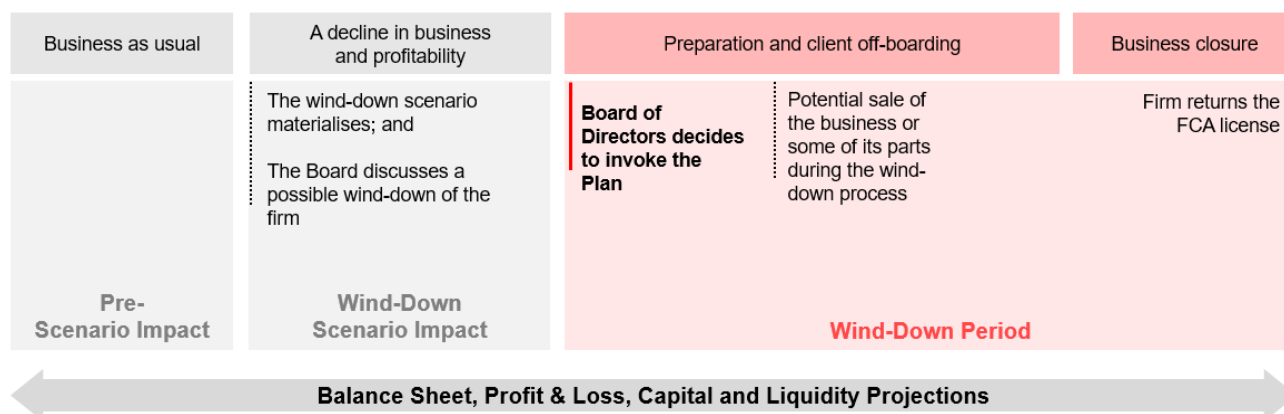 Business as usual
A decline in business
and profitability
Preparation and client off-boarding
Business closure
The wind-down scenario
materialises; and
The Board discusses a
possible wind-down of the
firm
Board of
Directors decides
to invoke the
Plan
Potential sale of
the business or
some of its parts
during the wind-
down process
Firm returns the
FCA license
Pre-
Scenario Impact
Wind-Down
Scenario Impact
Wind-Down Period
Balance Sheet, Profit & Loss, Capital and Liquidity Projections